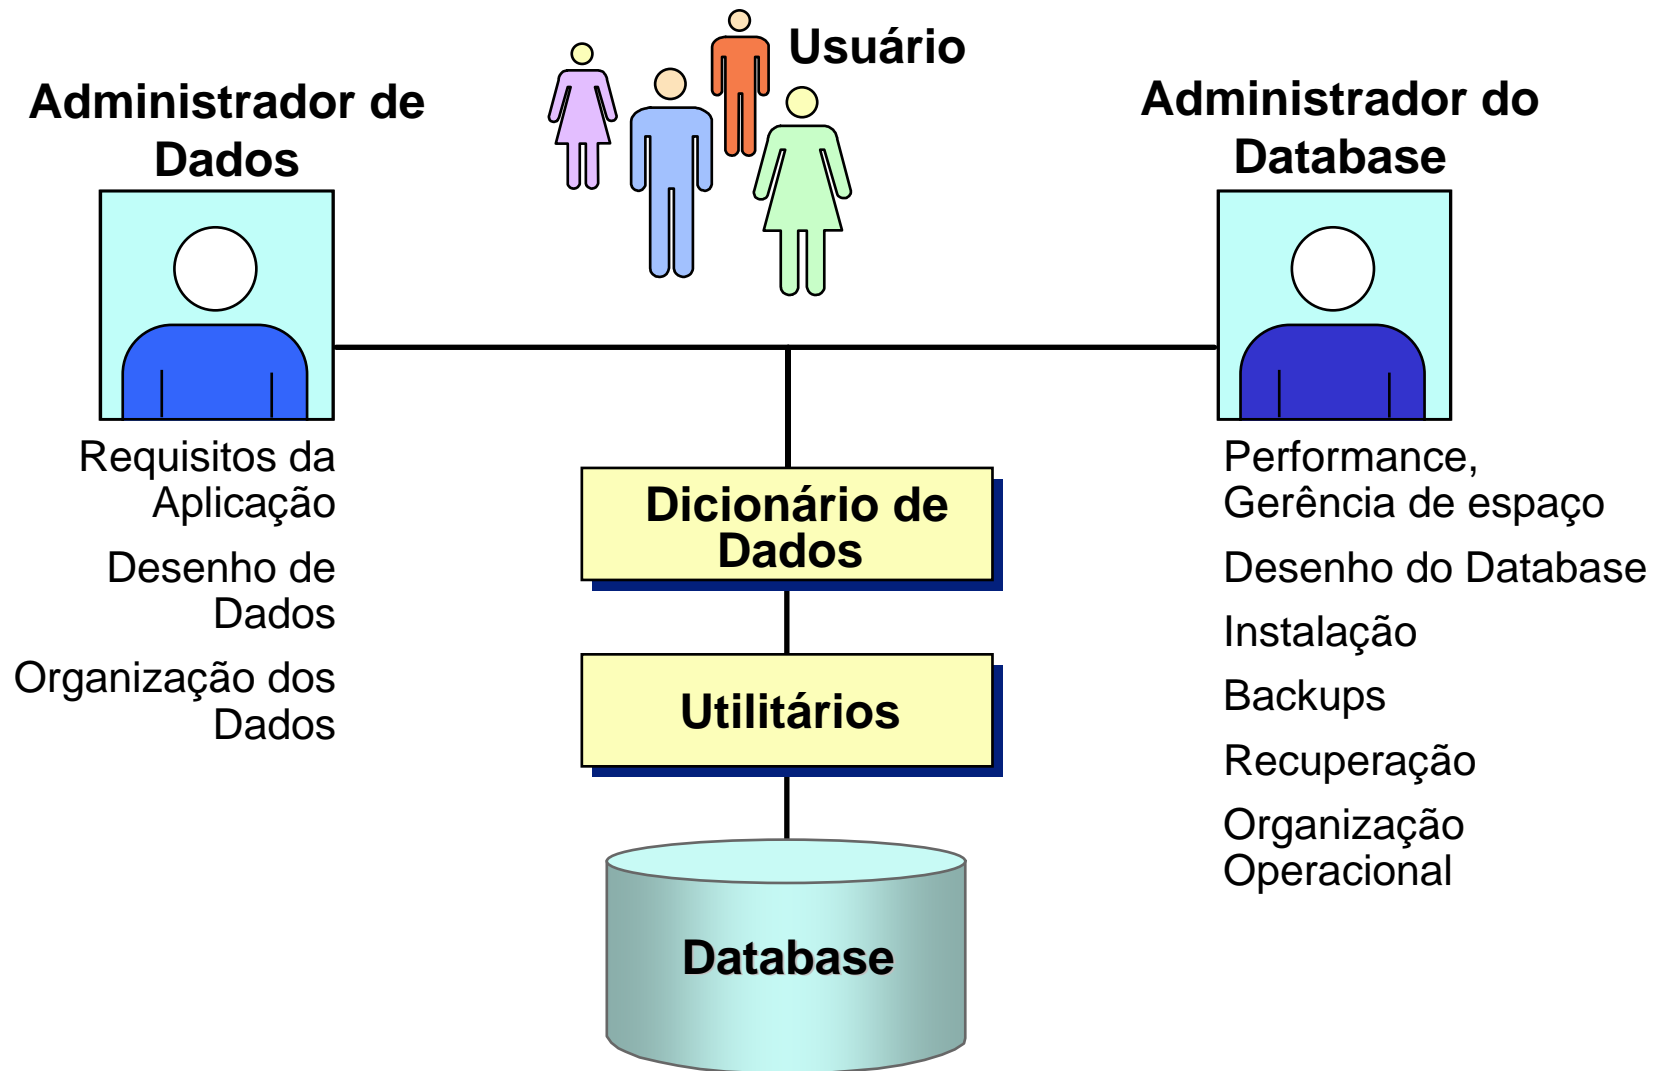 Usuário
Administrador de
Dados
Administrador do
Database
Requisitos da
Aplicação
Desenho de
Dados
Organização dos
Dados
Dicionário de
Dados
Utilitários
Database
Performance,
Gerência de espaço
Desenho do Database
Instalação
Backups
Recuperação
Organização
Operacional